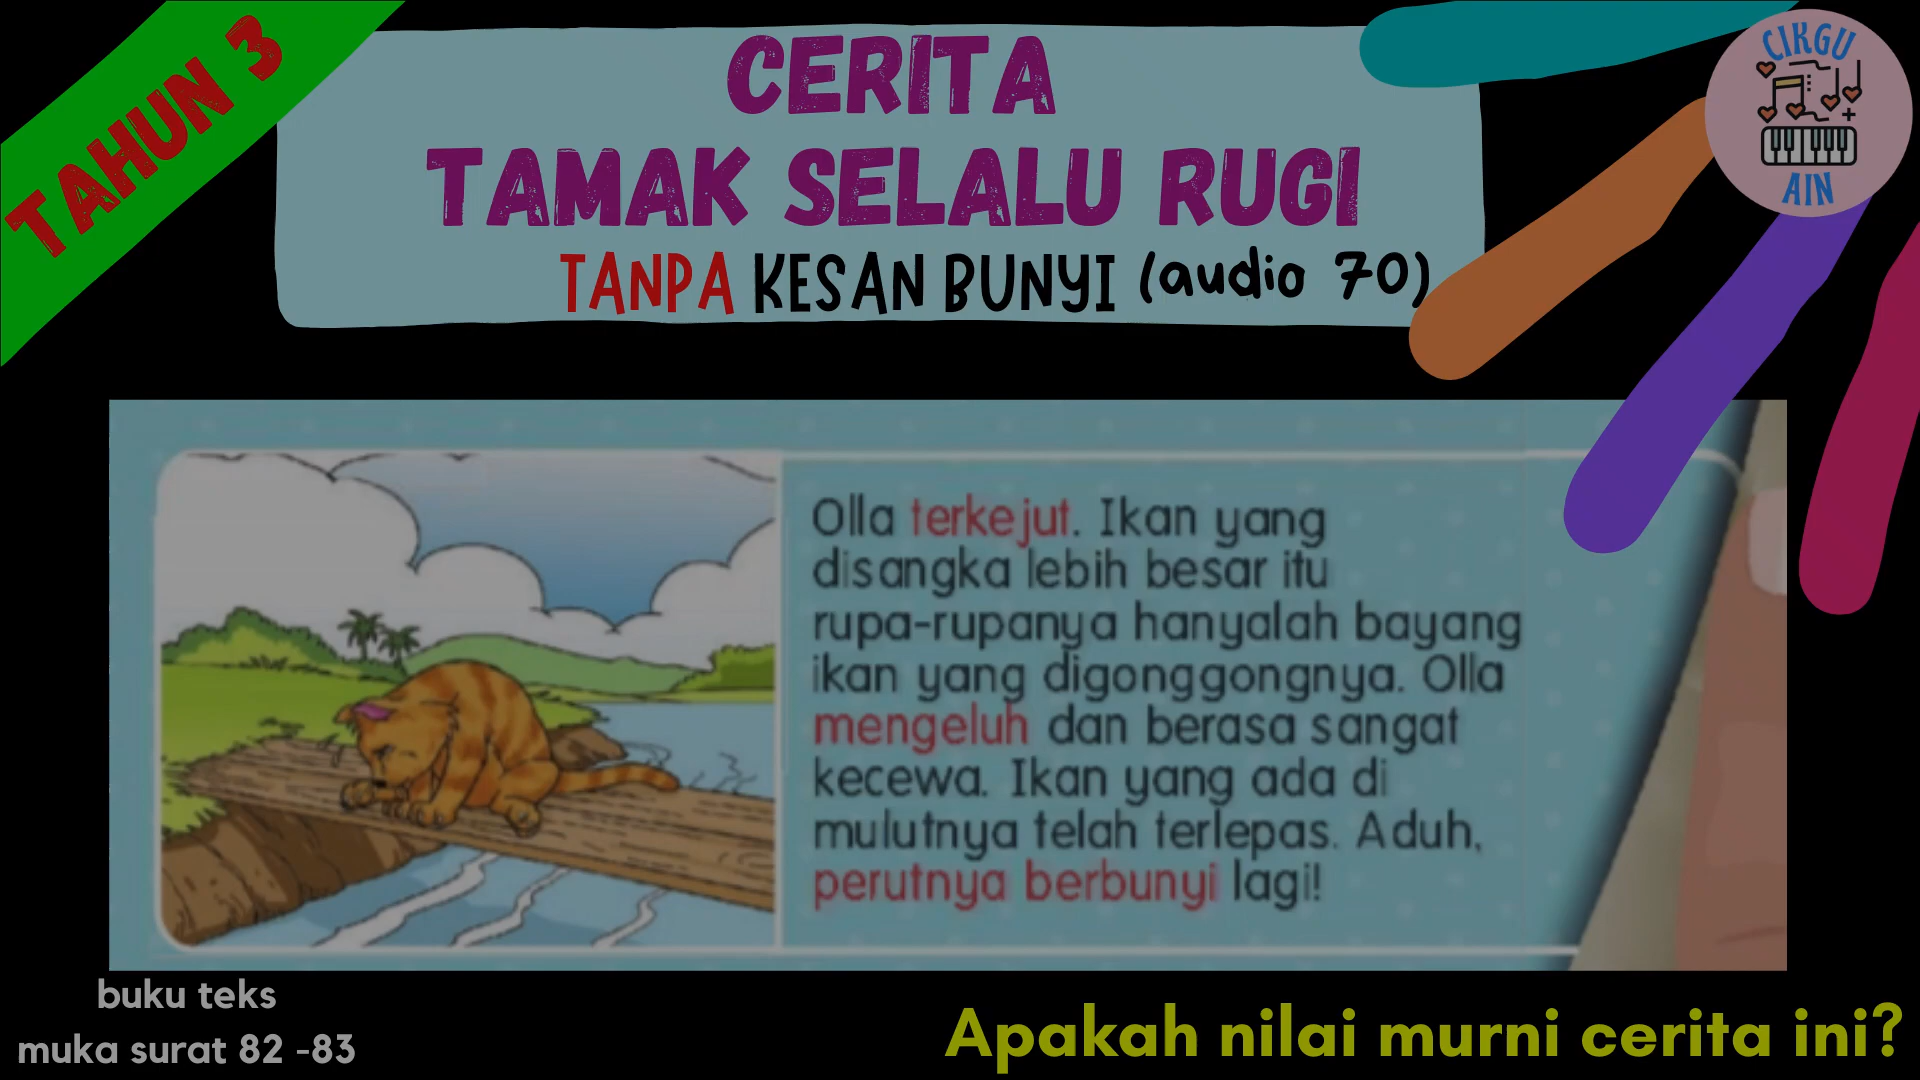 TAHUN 3
CERITA
TAMAK SELALU RUGI
TANPA KESAN BUNYI (audio 70)
CIKGU
AIN
Olla terkejut. Ikan yang
disangka lebih besar itu
rupa-rupanya hanyalah bayang
ikan yang digonggongnya. Olla
mengeluh dan berasa sangat
kecewa. Ikan yang ada di
mulutnya telah terlepas. Aduh,
perutnya berbunyi lagi!
buku teks
muka surat 82 -83
Apakah nilai murni cerita ini?